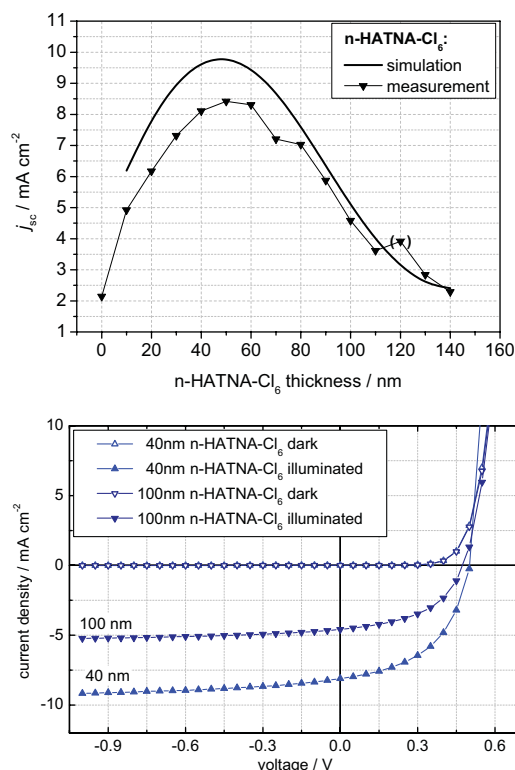 11
10
9
8
7
6
5
4
3
2
1
j_sc / mA cm⁻²
n-HATNA-Cl₆:
simulation
measurement
( )
0 20 40 60 80 100 120 140
n-HATNA-Cl₆ thickness / nm
10
5
0
-5
-10
current density / mA cm⁻²
40nm n-HATNA-Cl₆ dark
40nm n-HATNA-Cl₆ illuminated
100nm n-HATNA-Cl₆ dark
100nm n-HATNA-Cl₆ illuminated
100 nm
40 nm
-0.9 -0.6 -0.3 0.0 0.3 0.6
voltage / V